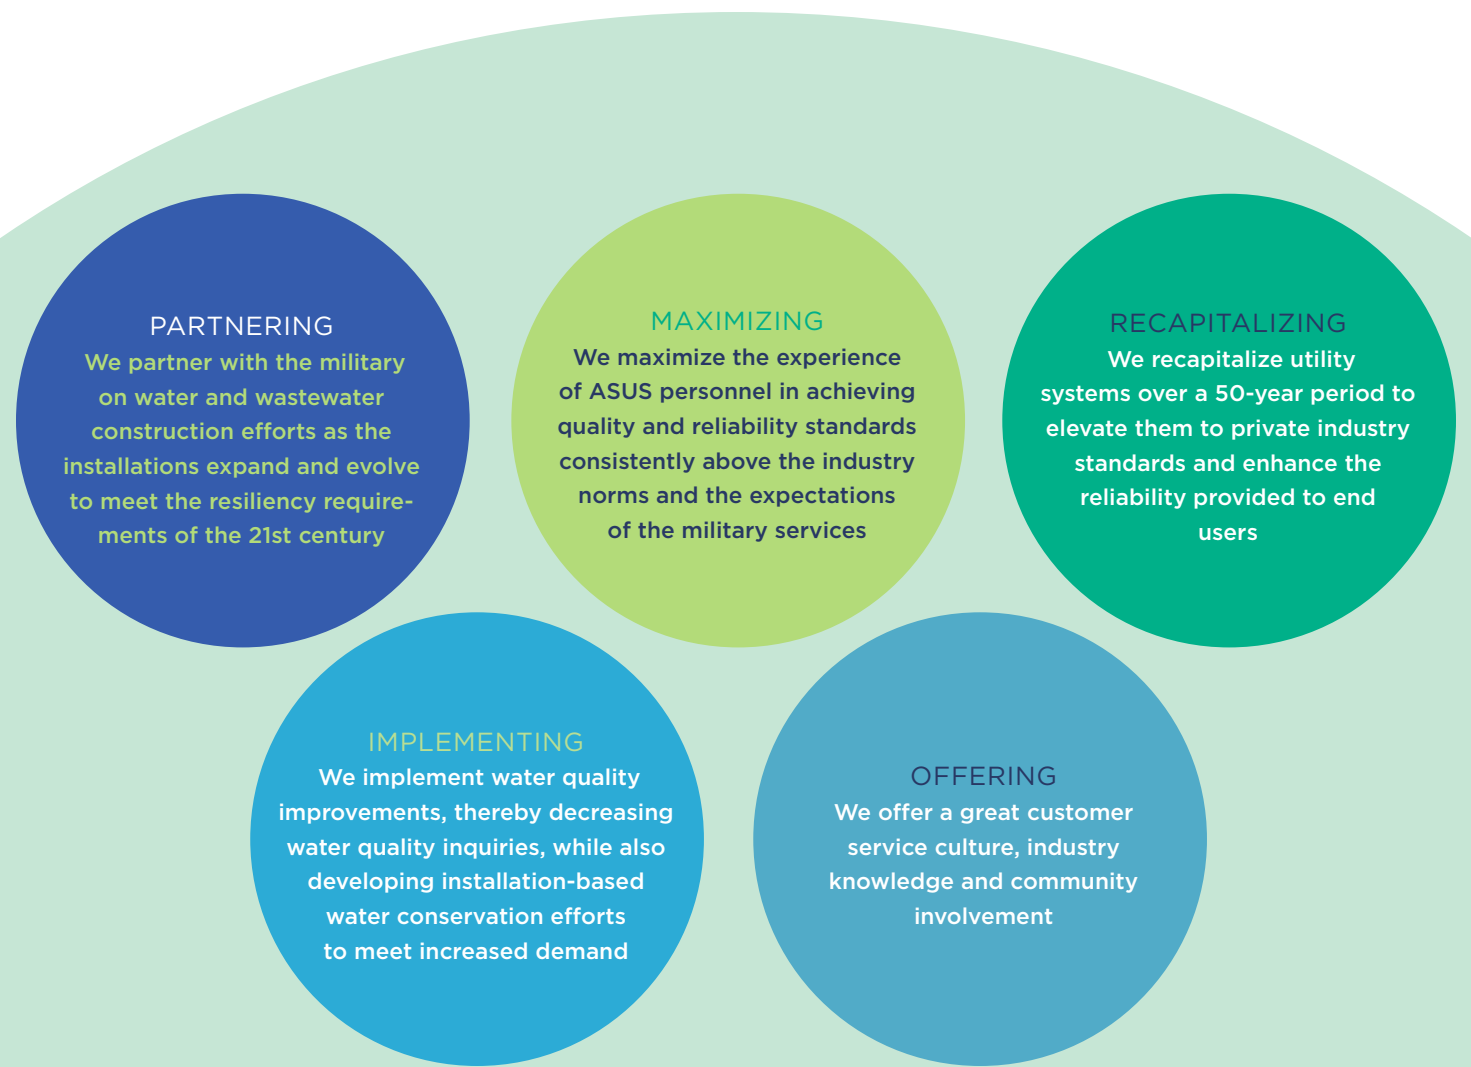 PARTNERING
We partner with the military
on water and wastewater
construction efforts as the
installations expand and evolve
to meet the resiliency require-
ments of the 21st century
MAXIMIZING
We maximize the experience
of ASUS personnel in achieving
quality and reliability standards
consistently above the industry
norms and the expectations
of the military services
RECAPITALIZING
We recapitalize utility
systems over a 50-year period to
elevate them to private industry
standards and enhance the
reliability provided to end
users
IMPLEMENTING
We implement water quality
improvements, thereby decreasing
water quality inquiries, while also
developing installation-based
water conservation efforts
to meet increased demand
OFFERING
We offer a great customer
service culture, industry
knowledge and community
involvement